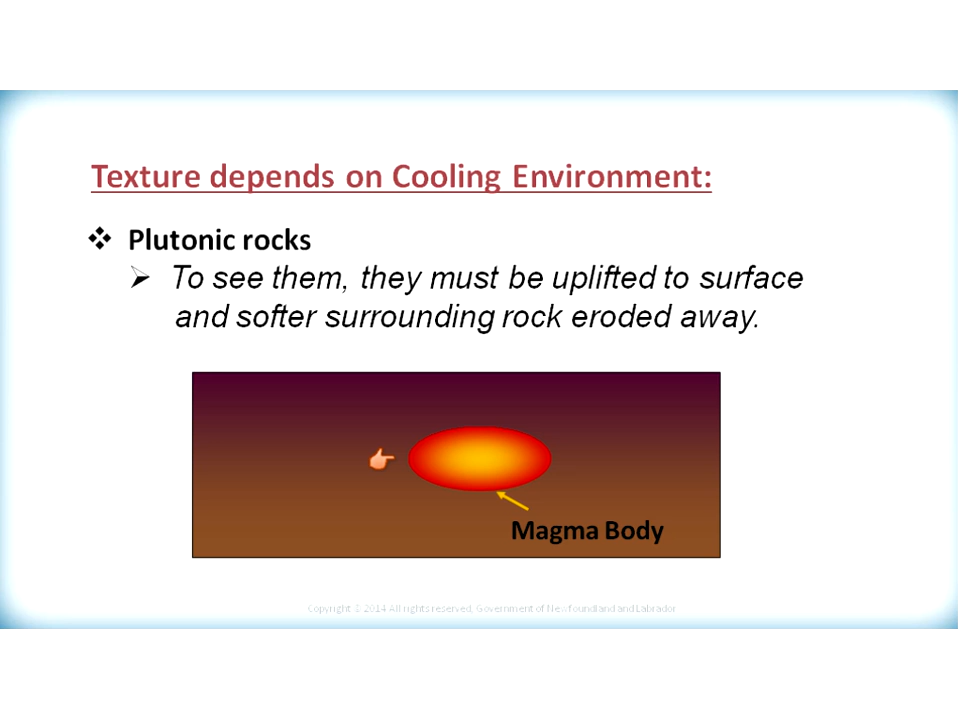 Texture depends on Cooling Environment:
❖ Plutonic rocks
➢ To see them, they must be uplifted to surface
and softer surrounding rock eroded away.
Magma Body
Copyright © 2014 All rights reserved, Government of Newfoundland and Labrador